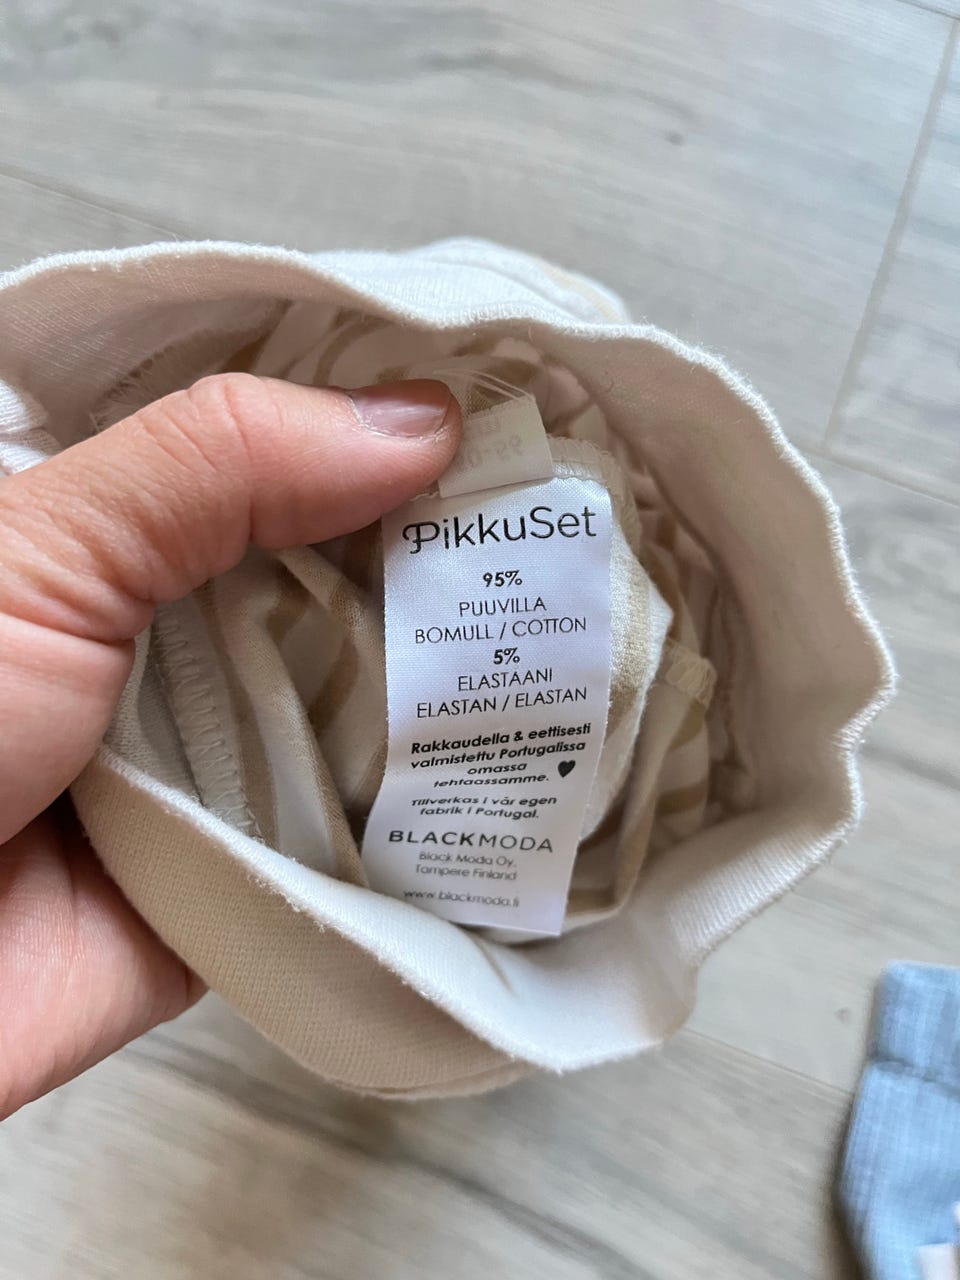 PikkuSet
95%
PUUVILLA
BOMULL / COTTON
5%
ELASTAANI
ELASTAN / ELASTAN
Rakkaudella & eettisesti
valmistettu Portugalissa
omassa
tehtaassamme.
Tillverkas i vår egen
fabrik i Portugal.
BLACKMODA
Black Moda Oy,
Tampere Finland
www.blackmoda.fi